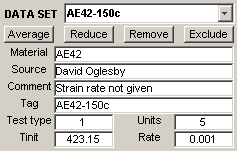 DATA SET AE42-150c
Average Reduce Remove Exclude
Material AE42
Source David Oglesby
Comment Strain rate not given
Tag AE42-150c
Test type 1 Units 5
Tinit 423.15 Rate 0.001